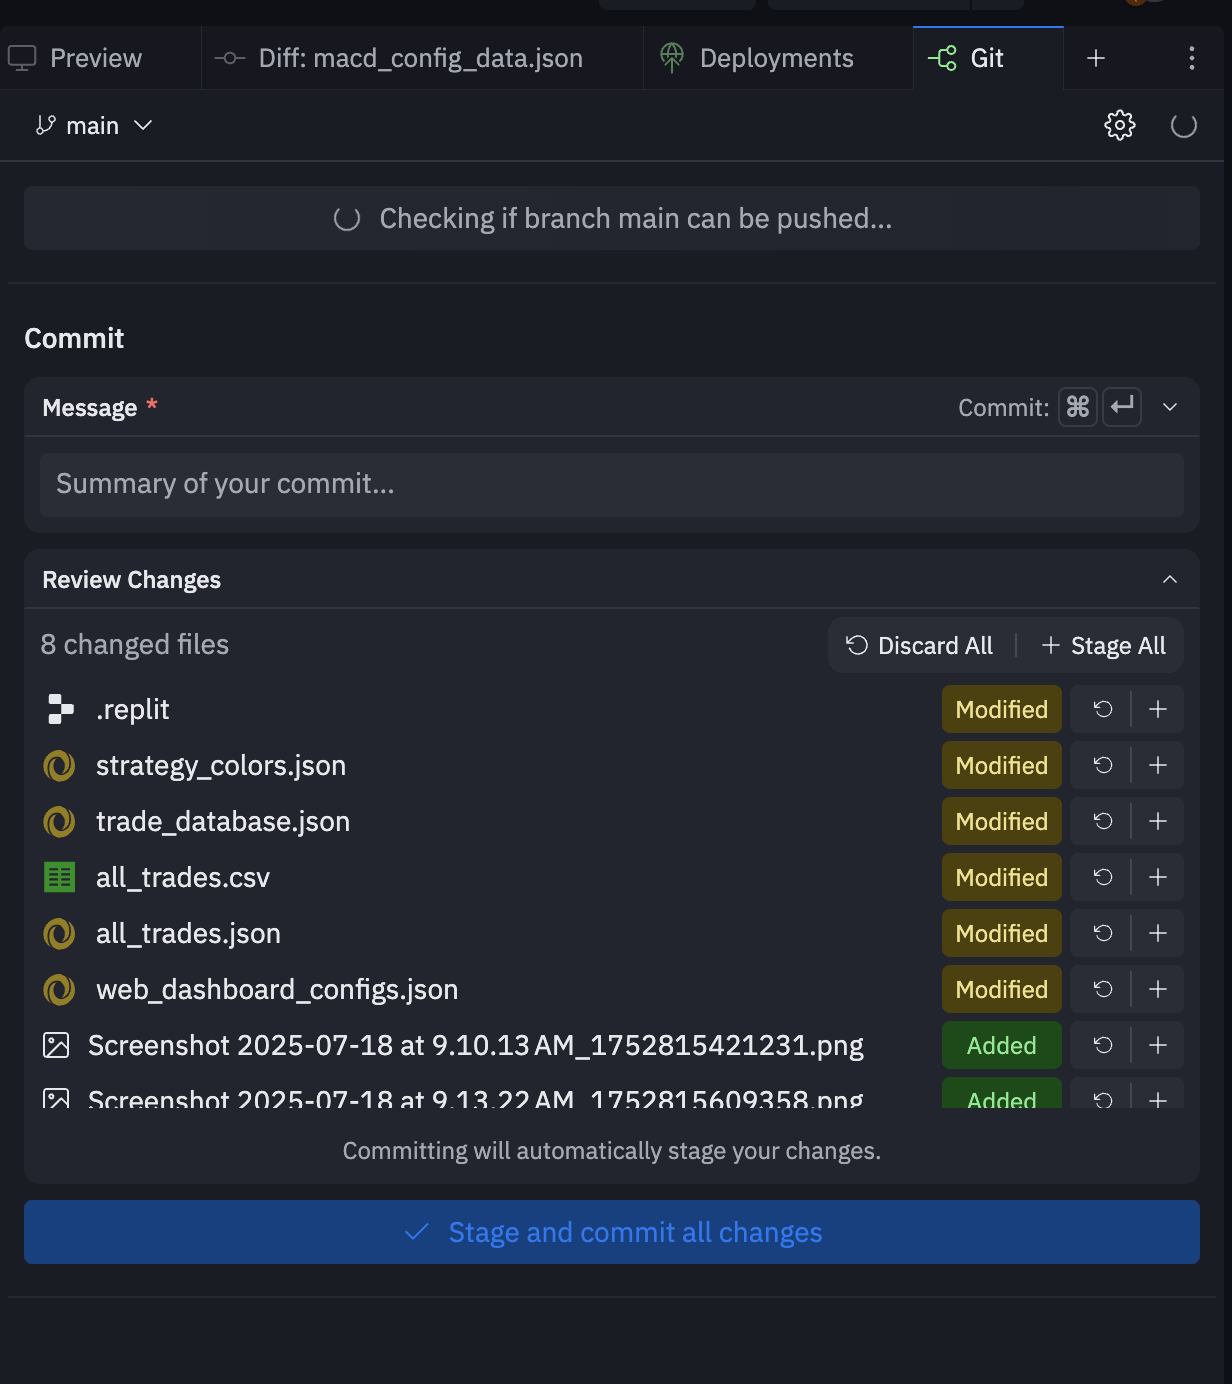 Preview
Diff: macd_config_data.json
Deployments
Git
main
Checking if branch main can be pushed...
Commit
Message *
Commit: ⌘ ↵
Summary of your commit...
Review Changes
8 changed files
Discard All
Stage All
.replit Modified
strategy_colors.json Modified
trade_database.json Modified
all_trades.csv Modified
all_trades.json Modified
web_dashboard_configs.json Modified
Screenshot 2025-07-18 at 9.10.13 AM_1752815421231.png Added
Screenshot 2025-07-18 at 9.13.22 AM_1752815609358.png Added
Committing will automatically stage your changes.
Stage and commit all changes